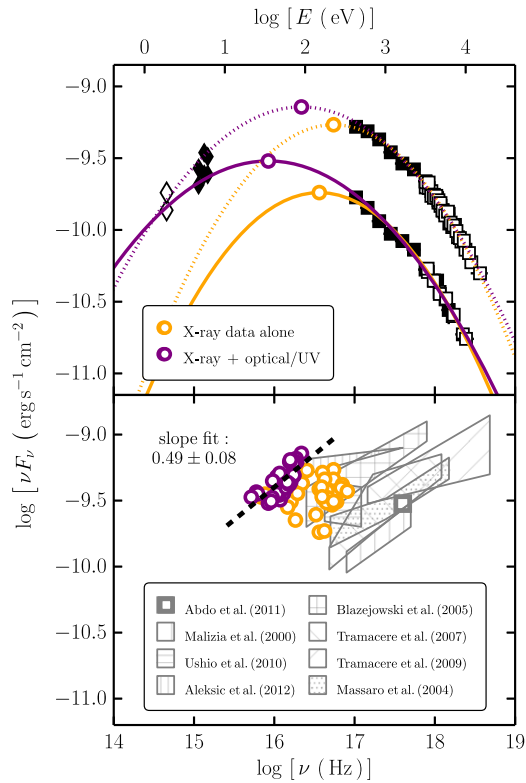 log [ E (eV) ]
0 1 2 3 4
−9.0
−9.5
−10.0
−10.5
−11.0
log [ νFν ( erg s−1 cm−2 ) ]
X-ray data alone
X-ray + optical/UV
slope fit :
0.49 ± 0.08
−9.0
−9.5
−10.0
−10.5
−11.0
Abdo et al. (2011)
Malizia et al. (2000)
Ushio et al. (2010)
Aleksic et al. (2012)
Blazejowski et al. (2005)
Tramacere et al. (2007)
Tramacere et al. (2009)
Massaro et al. (2004)
14 15 16 17 18 19
log [ ν (Hz) ]